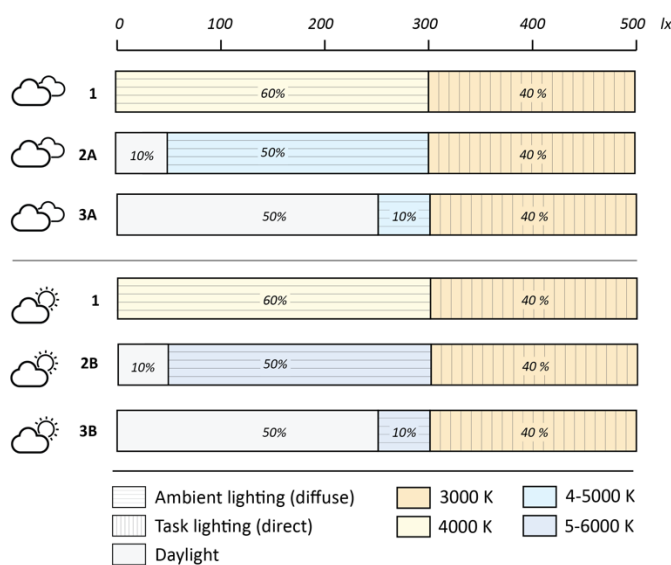 0 100 200 300 400 500 lx
1 60% 40 %
2A 10% 50% 40 %
3A 50% 10% 40 %
1 60% 40 %
2B 10% 50% 40 %
3B 50% 10% 40 %
Ambient lighting (diffuse) 3000 K 4-5000 K
Task lighting (direct) 4000 K 5-6000 K
Daylight